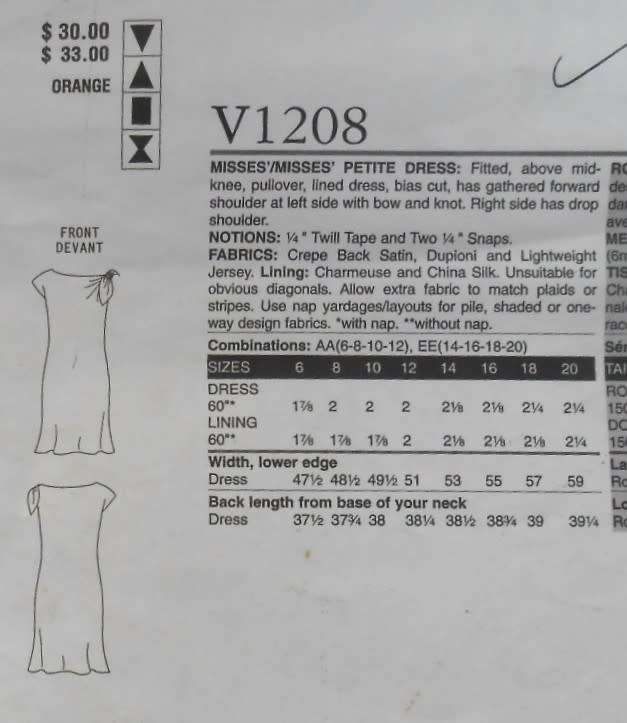 $ 30.00
$ 33.00
ORANGE
V1208
MISSES'/MISSES' PETITE DRESS: Fitted, above mid-
knee, pullover, lined dress, bias cut, has gathered forward
shoulder at left side with bow and knot. Right side has drop
shoulder.
NOTIONS: ¼" Twill Tape and Two ¼" Snaps.
FABRICS: Crepe Back Satin, Dupioni and Lightweight
Jersey. Lining: Charmeuse and China Silk. Unsuitable for
obvious diagonals. Allow extra fabric to match plaids or
stripes. Use nap yardages/layouts for pile, shaded or one-
way design fabrics. *with nap. **without nap.
Combinations: AA(6-8-10-12), EE(14-16-18-20)
SIZES 6 8 10 12 14 16 18 20
DRESS
60"* 1⅞ 2 2 2 2⅛ 2⅛ 2¼ 2¼
LINING
60"* 1⅞ 1⅞ 1⅞ 2 2⅛ 2⅛ 2⅛ 2¼
Width, lower edge
Dress 47½ 48½ 49½ 51 53 55 57 59
Back length from base of your neck
Dress 37½ 37¾ 38 38¼ 38½ 38¾ 39 39¼
FRONT
DEVANT